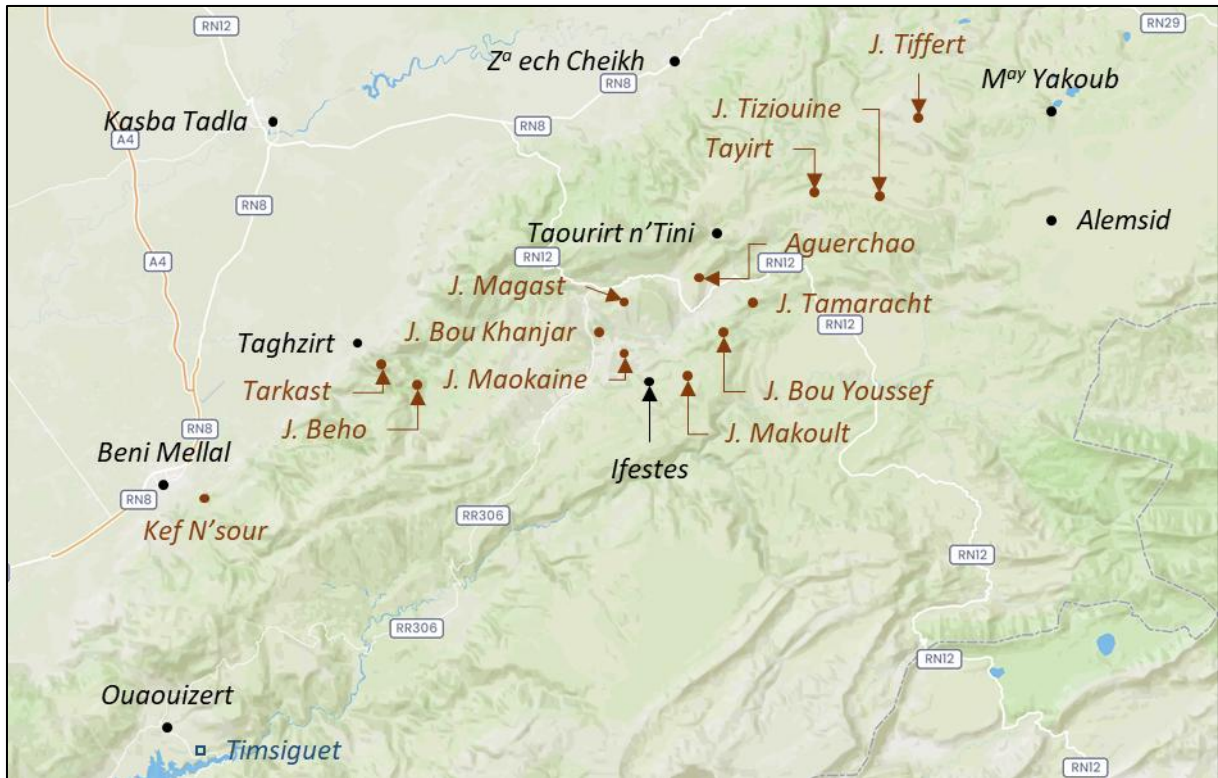 RN12
RN29
J. Tiffert
Zᵃ ech Cheikh
RN8
Mᵃʸ Yakoub
Kasba Tadla
J. Tiziouine
RN8
A4
Tayirt
RN8
Taourirt n’Tini
Alemsid
Aguerchao
A4
RN12
RN12
J. Magast
J. Tamaracht
RN12
J. Bou Khanjar
Taghzirt
J. Maokaine
Tarkast
J. Bou Youssef
J. Beho
RN8
J. Makoult
Beni Mellal
Ifestes
RN8
RR306
Kef N’sour
RN12
RR306
RN12
Ouaouizert
Timsiguet
RN12